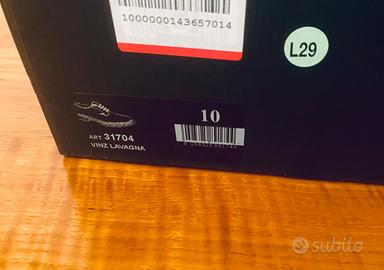 1000000143657014
L29
10
ART. 31704
VINZ LAVAGNA
subito